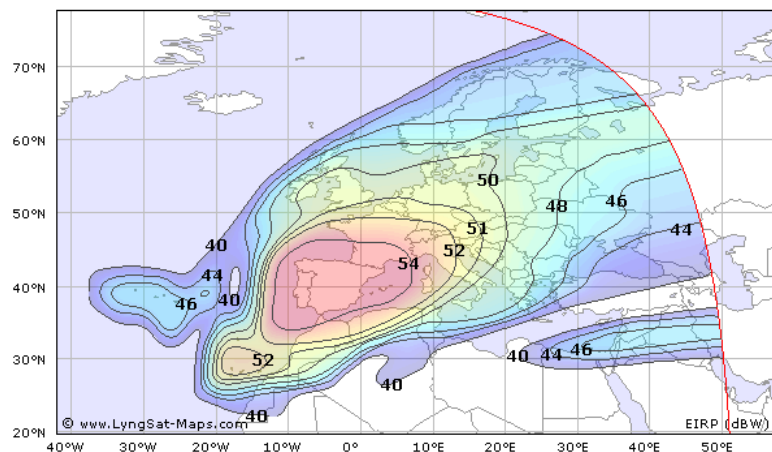 70°N
60°N
50°N
50
48
46
51
40
52
44
54
44
40°N
46
40
30°N
52
40
44
46
40
40
© www.LyngSat-Maps.com
EIRP (dBW)
20°N
40°W 30°W 20°W 10°W 0° 10°E 20°E 30°E 40°E 50°E